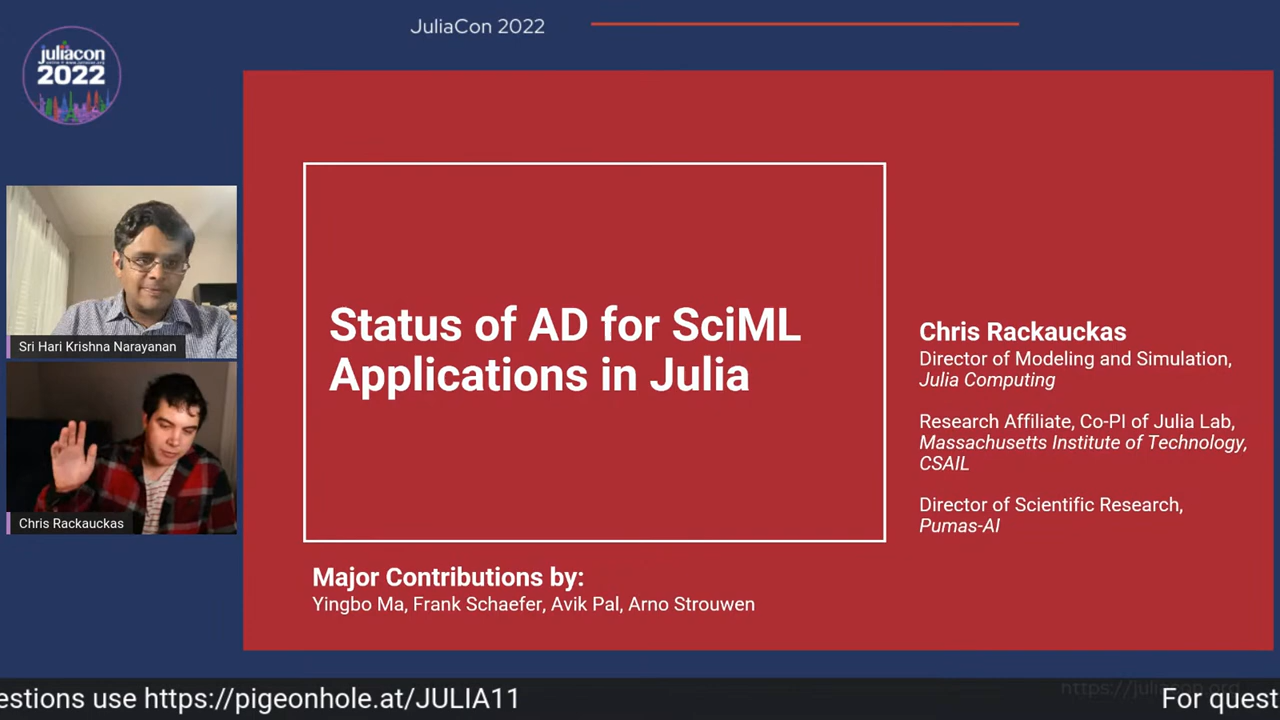 JuliaCon 2022
juliacon
2022
Sri Hari Krishna Narayanan
Chris Rackauckas
Status of AD for SciML
Applications in Julia
Chris Rackauckas
Director of Modeling and Simulation,
Julia Computing
Research Affiliate, Co-PI of Julia Lab,
Massachusetts Institute of Technology,
CSAIL
Director of Scientific Research,
Pumas-AI
Major Contributions by:
Yingbo Ma, Frank Schaefer, Avik Pal, Arno Strouwen
https://juliacon.org
estions use https://pigeonhole.at/JULIA11
For quest